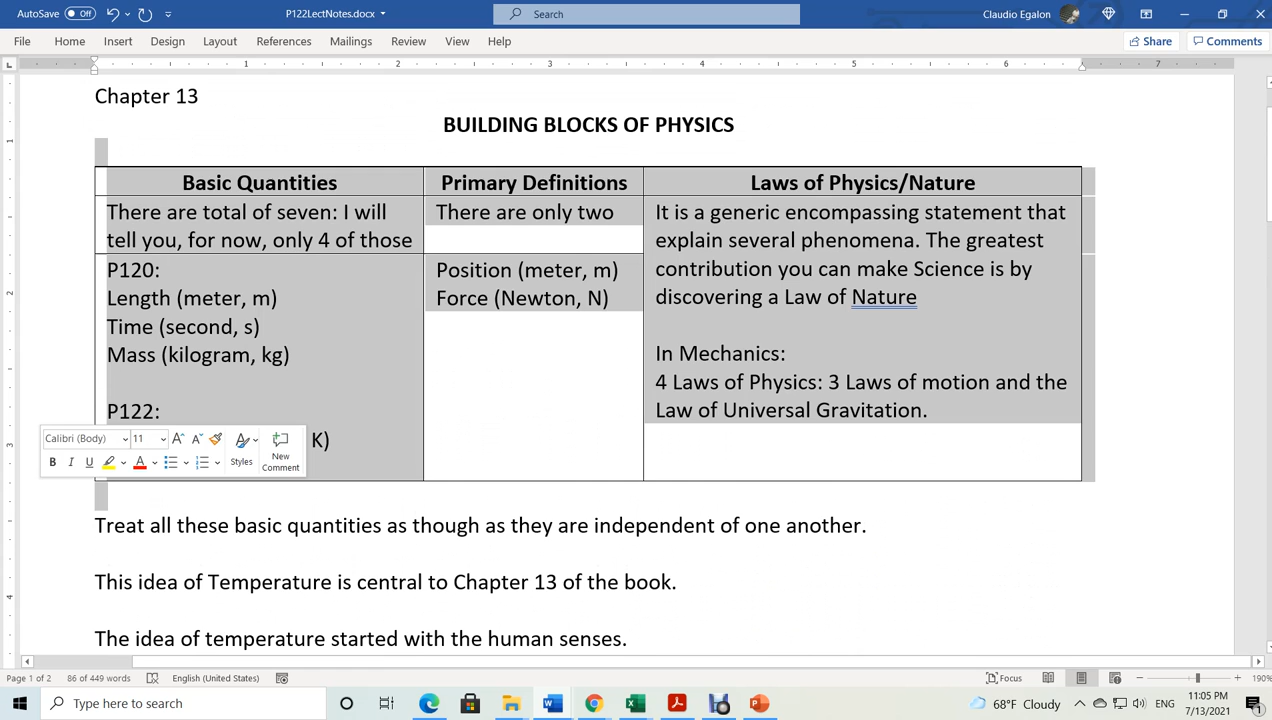 AutoSave Off P122LectNotes.docx Search Claudio Egalon
File Home Insert Design Layout References Mailings Review View Help Share Comments
1 2 3 4 5 6 7
Chapter 13
BUILDING BLOCKS OF PHYSICS
Basic Quantities
There are total of seven: I will
tell you, for now, only 4 of those
P120:
Length (meter, m)
Time (second, s)
Mass (kilogram, kg)
P122:
K)
Primary Definitions
There are only two
Position (meter, m)
Force (Newton, N)
Laws of Physics/Nature
It is a generic encompassing statement that
explain several phenomena. The greatest
contribution you can make Science is by
discovering a Law of Nature
In Mechanics:
4 Laws of Physics: 3 Laws of motion and the
Law of Universal Gravitation.
Calibri (Body) 11
B I U A Styles New
Comment
Treat all these basic quantities as though as they are independent of one another.
This idea of Temperature is central to Chapter 13 of the book.
The idea of temperature started with the human senses.
Page 1 of 2 86 of 449 words English (United States) Focus 190%
Type here to search 68°F Cloudy ENG 11:05 PM
7/13/2021